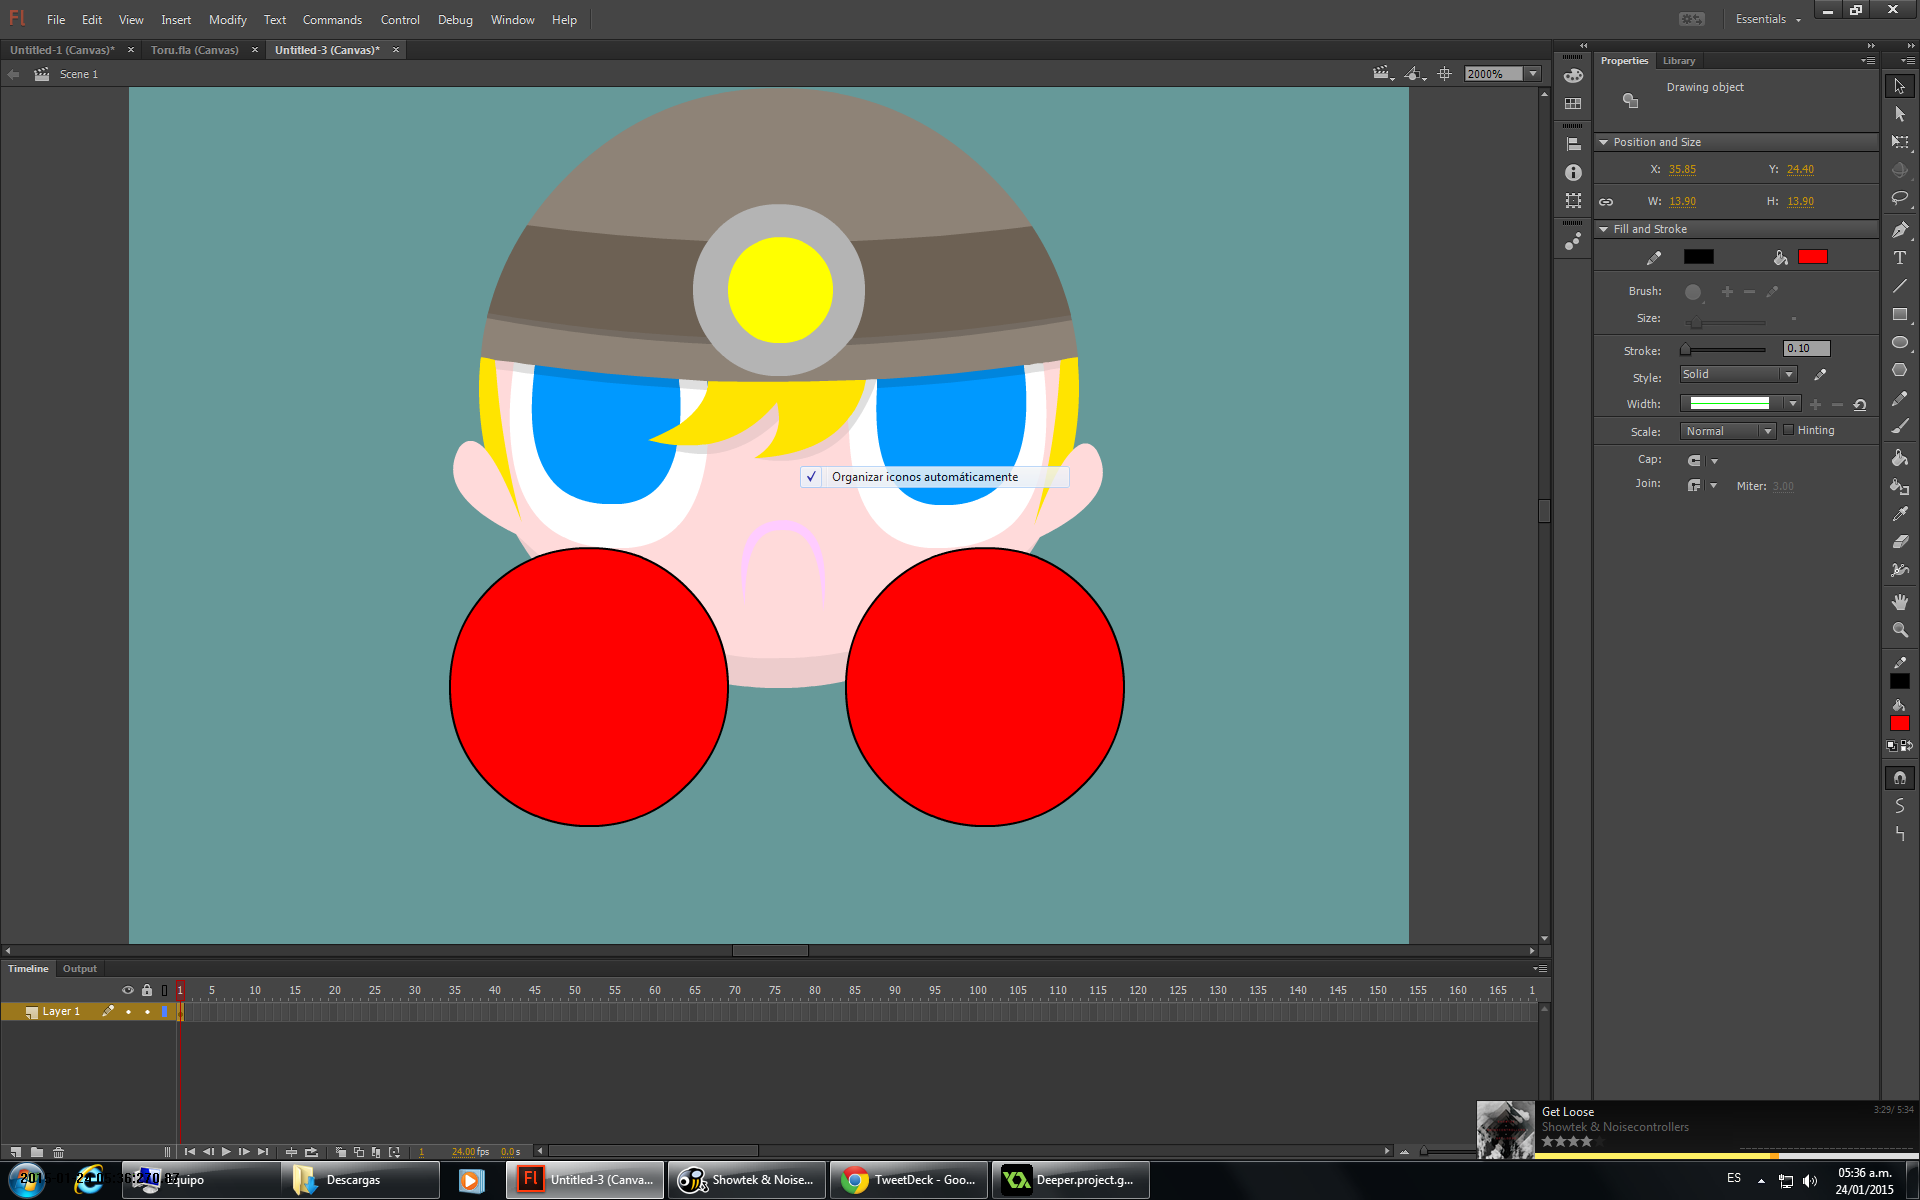 Fl File Edit View Insert Modify Text Commands Control Debug Window Help Essentials
Untitled-1 (Canvas)* × Toru.fla (Canvas) × Untitled-3 (Canvas)* ×
Scene 1 2000%
Properties Library
Drawing object
Position and Size
X: 35.85 Y: 24.40
W: 13.90 H: 13.90
Fill and Stroke
Brush:
Size: -
Stroke: 0.10
Style: Solid
Width:
Scale: Normal Hinting
Cap:
Join: Miter: 3.00
✓ Organizar iconos automáticamente
Timeline Output
1 5 10 15 20 25 30 35 40 45 50 55 60 65 70 75 80 85 90 95 100 105 110 115 120 125 130 135 140 145 150 155 160 165 1
Layer 1
1 24.00 fps 0.0 s
Get Loose 3:29/ 5:34
Showtek & Noisecontrollers
Equipo Descargas Fl Untitled-3 (Canva... Showtek & Noise... TweetDeck - Goo... Deeper.project.g...
ES 05:36 a.m.
24/01/2015